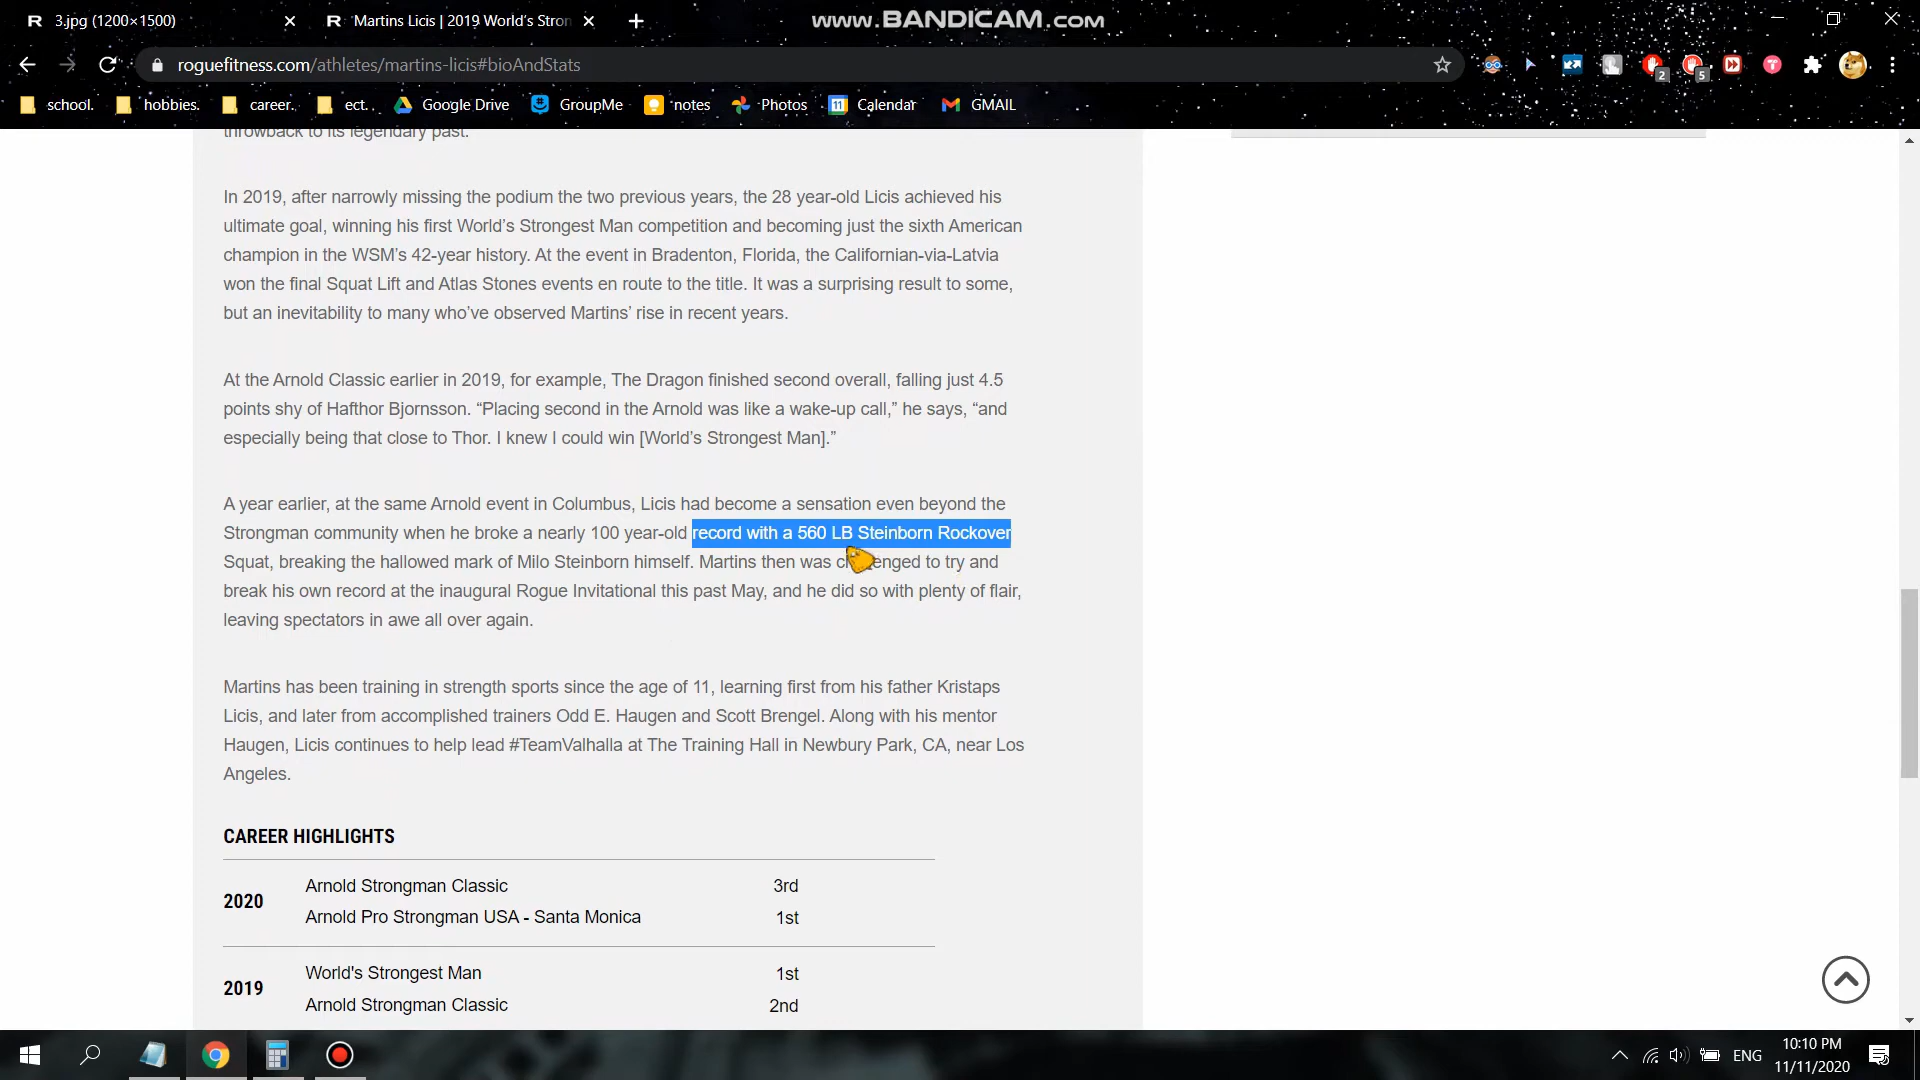 3.jpg (1200×1500)
Martins Licis | 2019 World's Stron
www.BANDICAM.com
roguefitness.com/athletes/martins-licis#bioAndStats
2
5
school.
hobbies.
career.
ect.
Google Drive
GroupMe
notes
Photos
Calendar
GMAIL
throwback to its legendary past.
In 2019, after narrowly missing the podium the two previous years, the 28 year-old Licis achieved his
ultimate goal, winning his first World's Strongest Man competition and becoming just the sixth American
champion in the WSM's 42-year history. At the event in Bradenton, Florida, the Californian-via-Latvia
won the final Squat Lift and Atlas Stones events en route to the title. It was a surprising result to some,
but an inevitability to many who've observed Martins' rise in recent years.
At the Arnold Classic earlier in 2019, for example, The Dragon finished second overall, falling just 4.5
points shy of Hafthor Bjornsson. “Placing second in the Arnold was like a wake-up call,” he says, “and
especially being that close to Thor. I knew I could win [World's Strongest Man].”
A year earlier, at the same Arnold event in Columbus, Licis had become a sensation even beyond the
Strongman community when he broke a nearly 100 year-old record with a 560 LB Steinborn Rockover
Squat, breaking the hallowed mark of Milo Steinborn himself. Martins then was challenged to try and
break his own record at the inaugural Rogue Invitational this past May, and he did so with plenty of flair,
leaving spectators in awe all over again.
Martins has been training in strength sports since the age of 11, learning first from his father Kristaps
Licis, and later from accomplished trainers Odd E. Haugen and Scott Brengel. Along with his mentor
Haugen, Licis continues to help lead #TeamValhalla at The Training Hall in Newbury Park, CA, near Los
Angeles.
CAREER HIGHLIGHTS
2020
Arnold Strongman Classic 3rd
Arnold Pro Strongman USA - Santa Monica 1st
2019
World's Strongest Man 1st
Arnold Strongman Classic 2nd
ENG
10:10 PM
11/11/2020